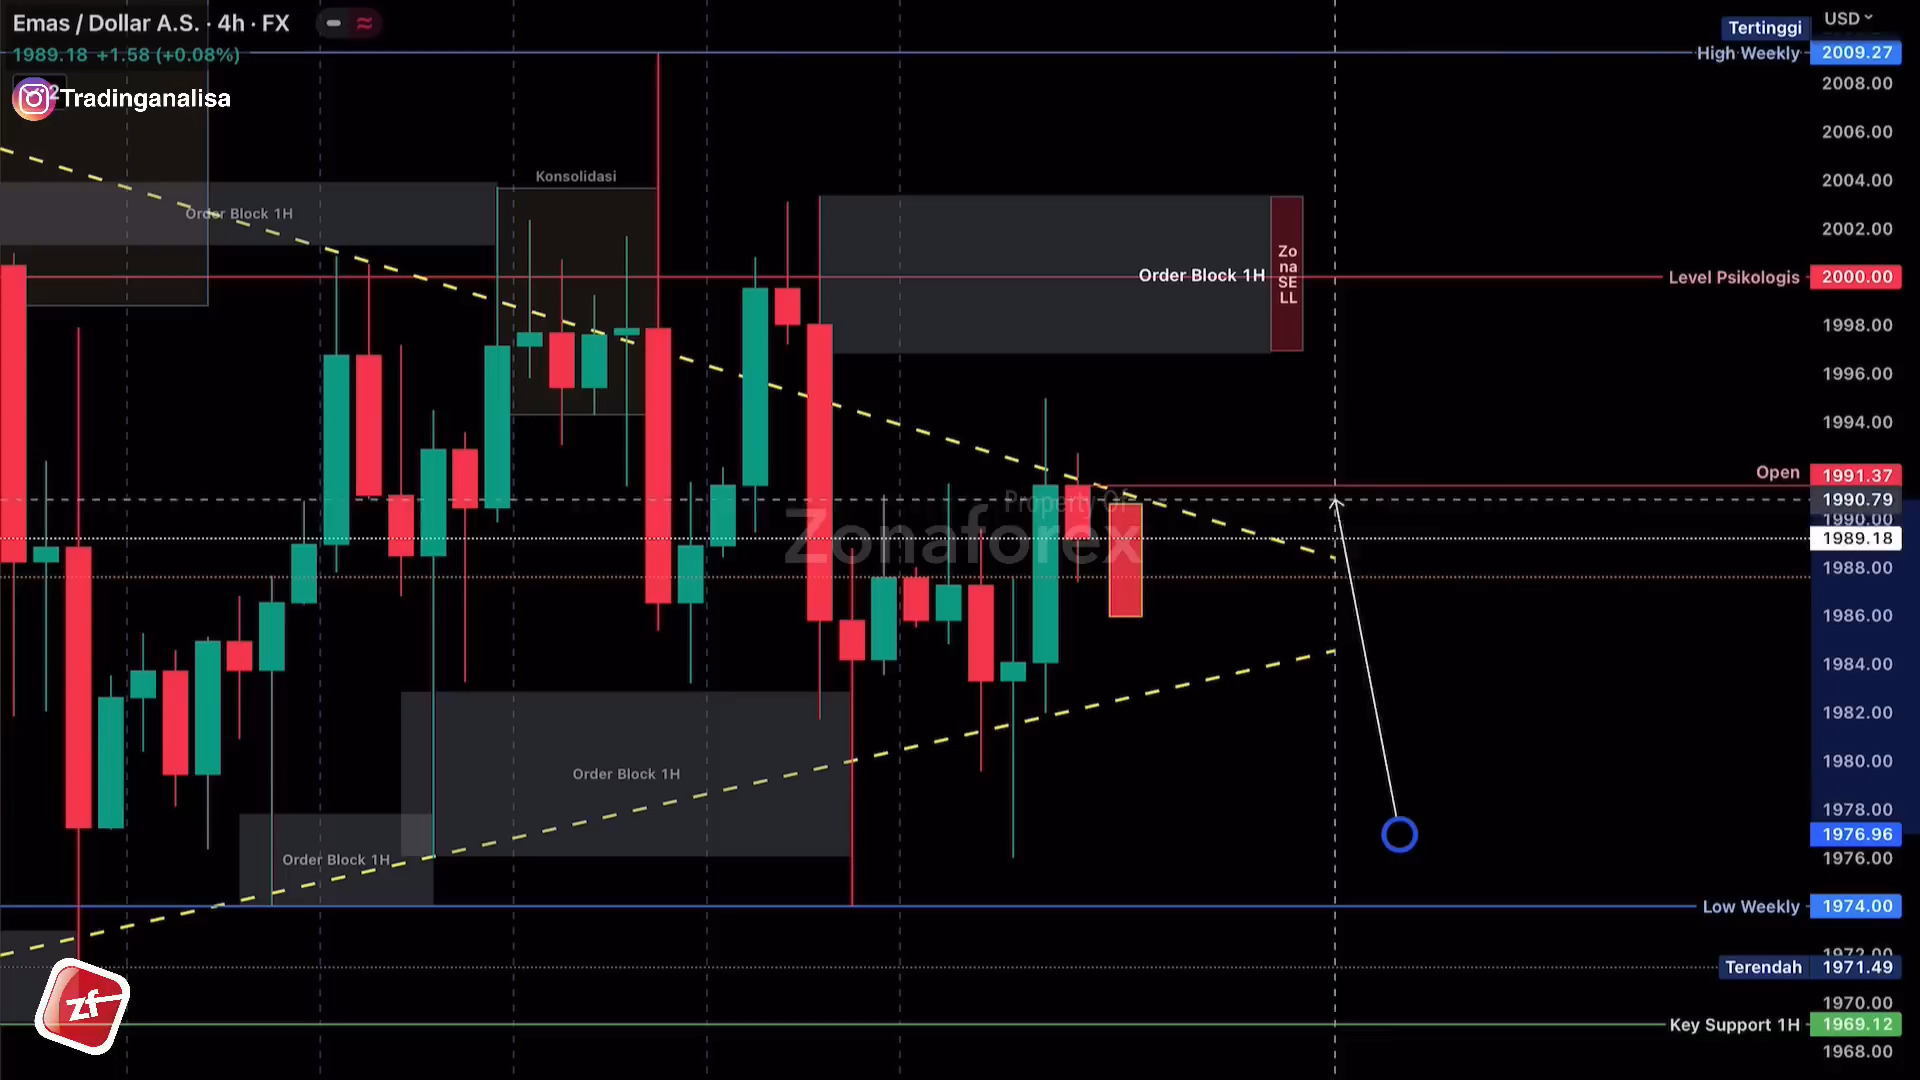 Emas / Dollar A.S. · 4h · FX
1989.18 +1.58 (+0.08%)
Tradinganalisa
USD
Tertinggi
High Weekly 2009.27
2008.00
2006.00
2004.00
2002.00
Level Psikologis 2000.00
1998.00
1996.00
1994.00
Open 1991.37
1990.79
1990.00
1989.18
1988.00
1986.00
1984.00
1982.00
1980.00
1978.00
1976.96
1976.00
Low Weekly 1974.00
1972.00
Terendah 1971.49
1970.00
Key Support 1H 1969.12
1968.00
Konsolidasi
Order Block 1H
Order Block 1H
Zo
na
SE
LL
Property Of
Zonaforex
Order Block 1H
Order Block 1H
zf